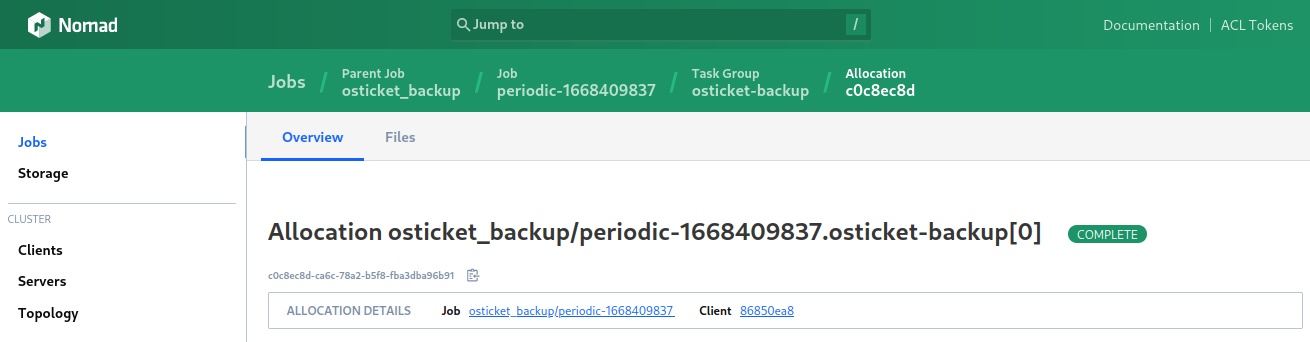 Nomad
Jump to
/
Documentation
ACL Tokens
Jobs / Parent Job osticket_backup / Job periodic-1668409837 / Task Group osticket-backup / Allocation c0c8ec8d
Jobs
Storage
CLUSTER
Clients
Servers
Topology
Overview
Files
Allocation osticket_backup/periodic-1668409837.osticket-backup[0] COMPLETE
c0c8ec8d-ca6c-78a2-b5f8-fba3dba96b91
ALLOCATION DETAILS Job osticket_backup/periodic-1668409837 Client 86850ea8